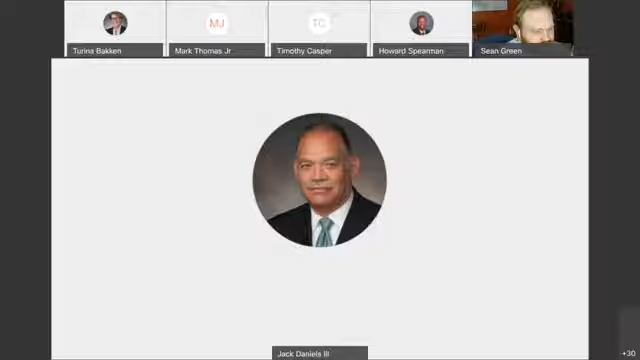 MJ
TC
Turina Bakken
Mark Thomas Jr
Timothy Casper
Howard Spearman
Sean Green
Jack Daniels III
+30